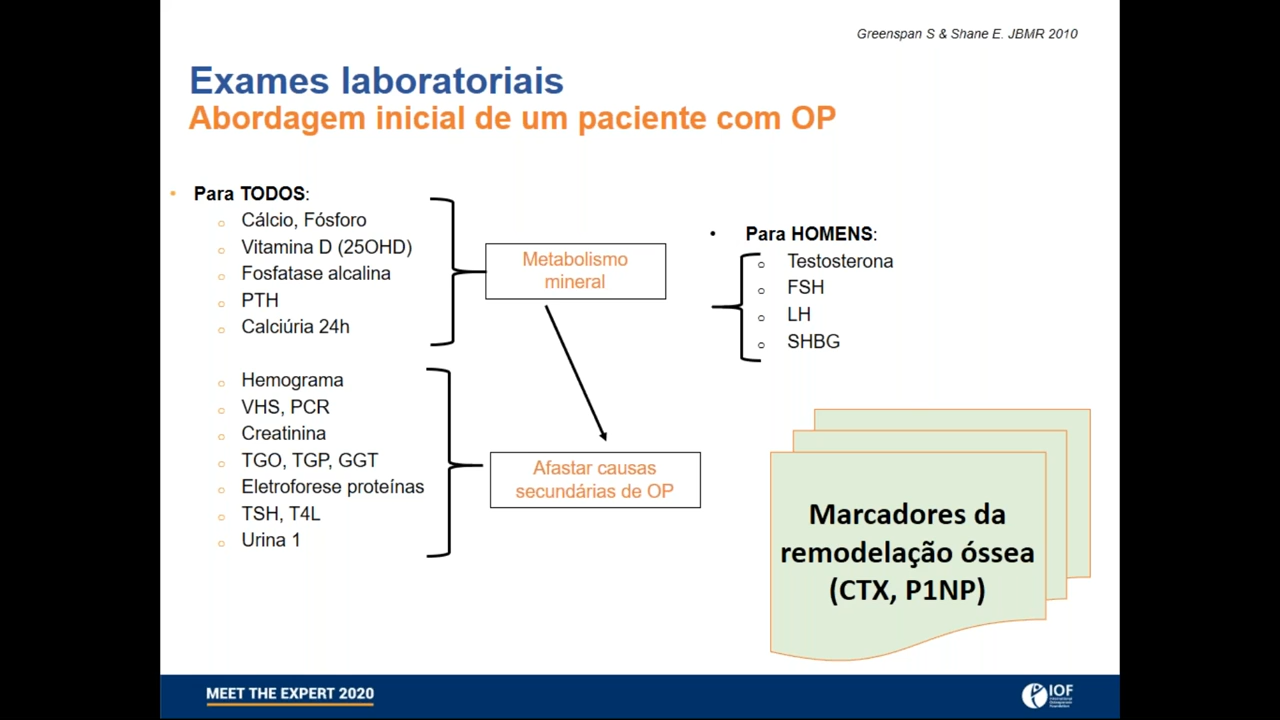 Greenspan S & Shane E. JBMR 2010
Exames laboratoriais
Abordagem inicial de um paciente com OP
Para TODOS:
Cálcio, Fósforo
Vitamina D (25OHD)
Fosfatase alcalina
PTH
Calciúria 24h
Hemograma
VHS, PCR
Creatinina
TGO, TGP, GGT
Eletroforese proteínas
TSH, T4L
Urina 1
Metabolismo
mineral
Afastar causas
secundárias de OP
Para HOMENS:
Testosterona
FSH
LH
SHBG
Marcadores da
remodelação óssea
(CTX, P1NP)
MEET THE EXPERT 2020
IOF
International
Osteoporosis
Foundation